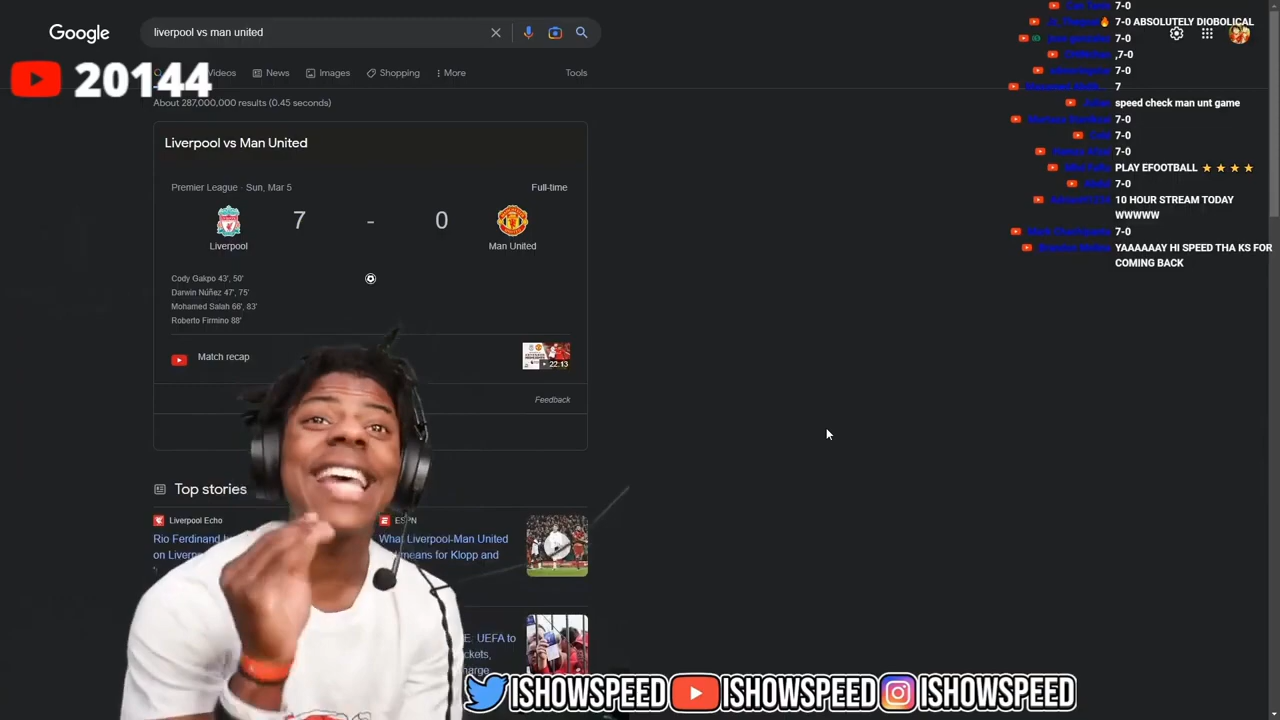 Google
liverpool vs man united
20144
Videos
News
Images
Shopping
More
Tools
About 287,000,000 results (0.45 seconds)
Liverpool vs Man United
Premier League · Sun, Mar 5
Full-time
7 - 0
Liverpool
Man United
Cody Gakpo 43', 50'
Darwin Núñez 47', 75'
Mohamed Salah 66', 83'
Roberto Firmino 88'
Match recap
22:13
Feedback
Top stories
Liverpool Echo
Rio Ferdinand
on Liverp
ESPN
What Liverpool-Man United
means for Klopp and
E: UEFA to
ckets,
harge
7-0
7-0 ABSOLUTELY DIOBOLICAL
7-0
,7-0
7-0
7
speed check man unt game
7-0
7-0
7-0
PLAY EFOOTBALL
7-0
10 HOUR STREAM TODAY
WWWWW
7-0
YAAAAAAY HI SPEED THA KS FOR
COMING BACK
ISHOWSPEED
ISHOWSPEED
ISHOWSPEED